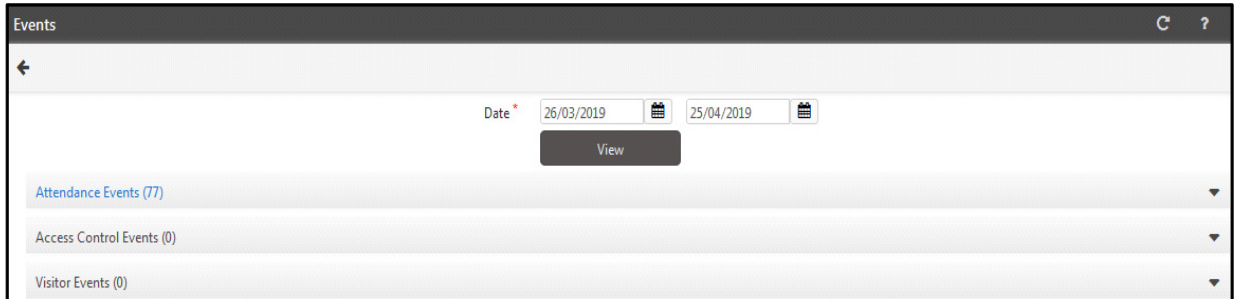 Events ?
Date * 26/03/2019 25/04/2019
View
Attendance Events (77)
Access Control Events (0)
Visitor Events (0)